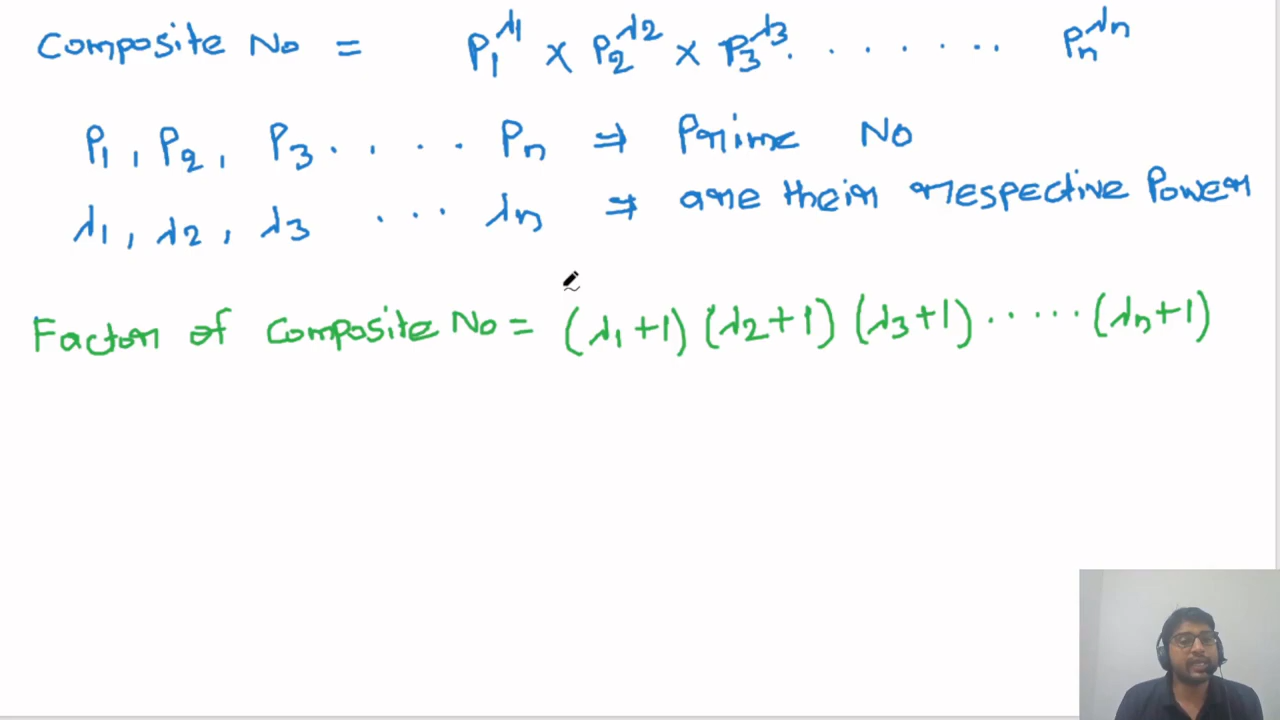 Composite No = P₁^λ1 × P₂^λ2 × P₃^λ3 . . . . . . . . Pₙ^λn
P₁, P₂, P₃ . . . . . Pₙ ⇒ Prime No
λ₁, λ₂, λ₃ . . . λₙ ⇒ are their respective Power
Factor of Composite No = (λ₁+1) (λ₂+1) (λ₃+1) . . . . . . (λₙ+1)